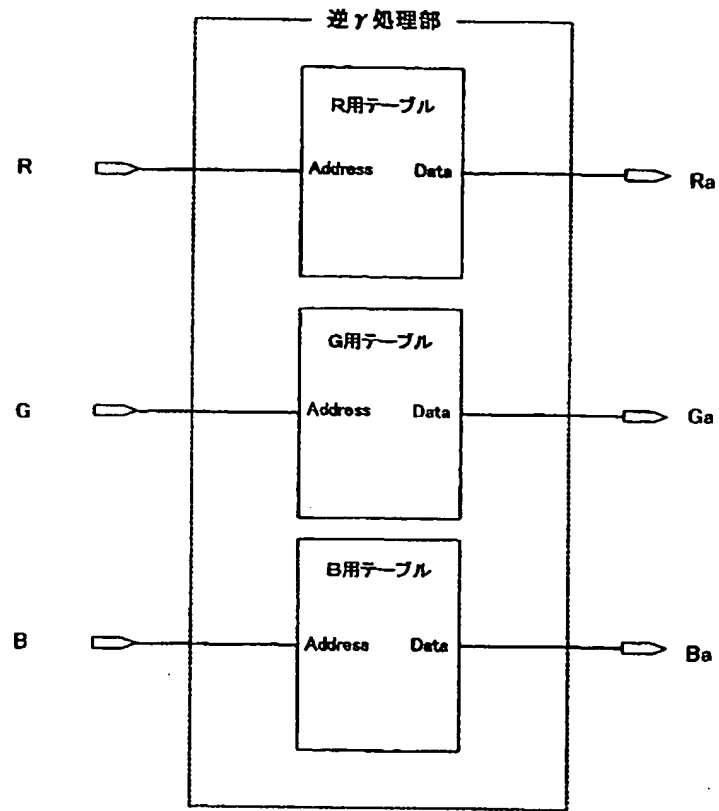 逆γ処理部
R用テーブル
R
Address
Data
Ra
G用テーブル
G
Address
Data
Ga
B用テーブル
B
Address
Data
Ba